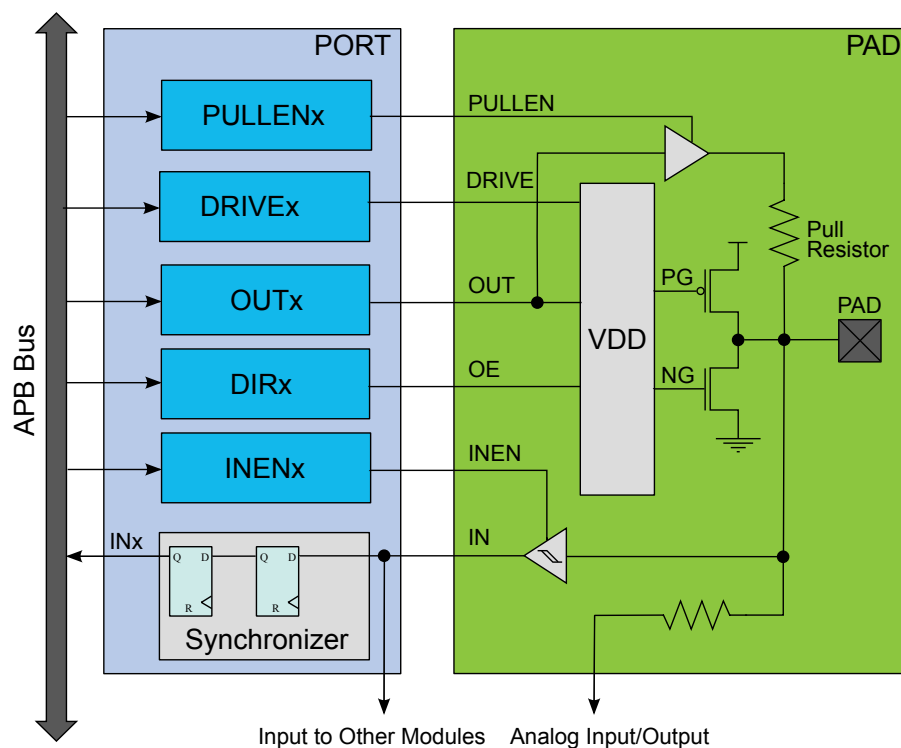 PORT
PAD
PULLENx
PULLEN
DRIVEx
DRIVE
Pull
Resistor
OUTx
OUT
PG
PAD
VDD
DIRx
OE
NG
APB Bus
INENx
INEN
INx
IN
Q D
Q D
R
R
Synchronizer
Input to Other Modules
Analog Input/Output